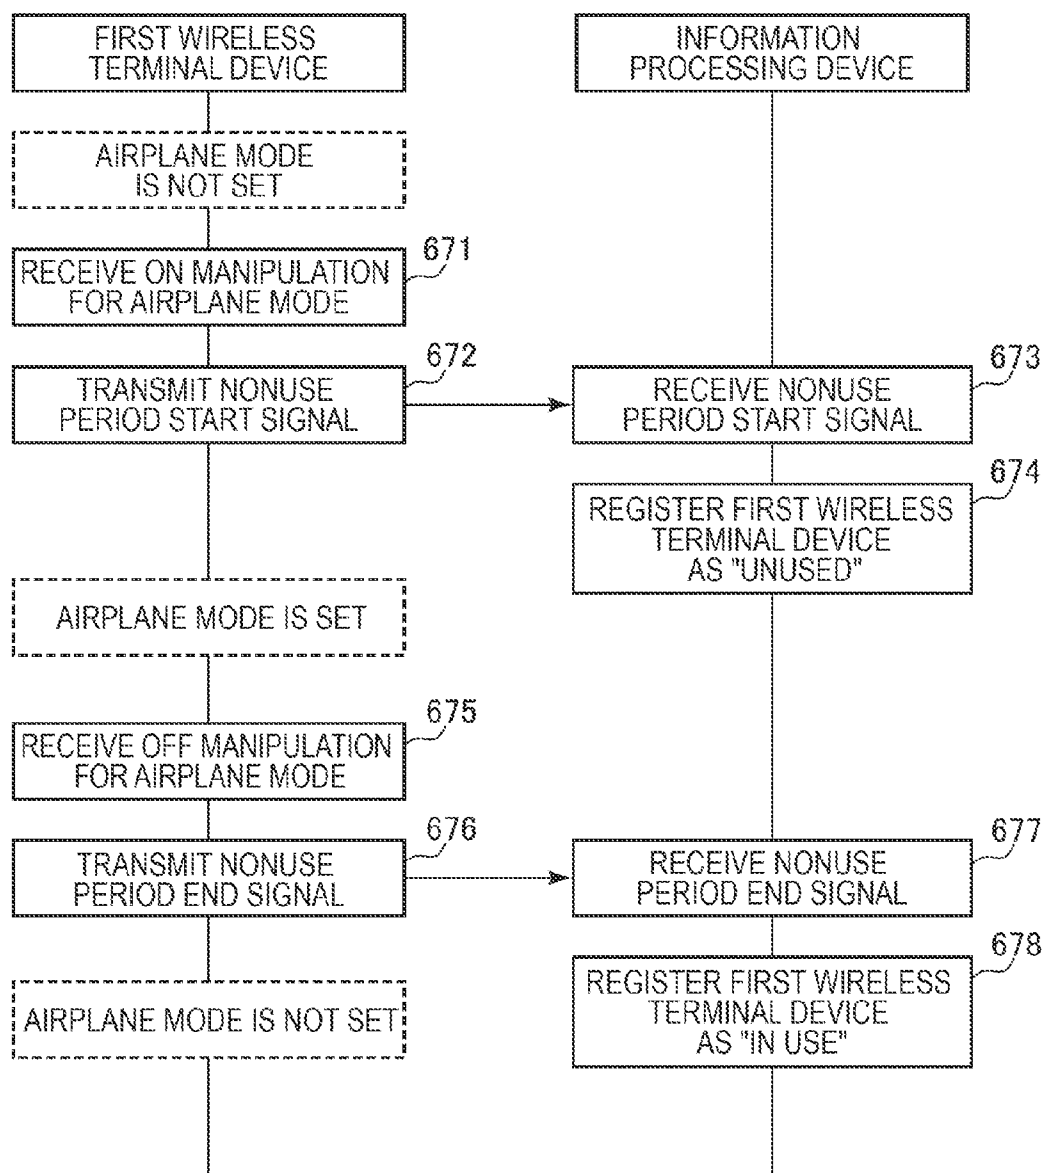 FIRST WIRELESS
TERMINAL DEVICE
INFORMATION
PROCESSING DEVICE
AIRPLANE MODE
IS NOT SET
671
RECEIVE ON MANIPULATION
FOR AIRPLANE MODE
672
TRANSMIT NONUSE
PERIOD START SIGNAL
673
RECEIVE NONUSE
PERIOD START SIGNAL
674
REGISTER FIRST WIRELESS
TERMINAL DEVICE
AS "UNUSED"
AIRPLANE MODE IS SET
675
RECEIVE OFF MANIPULATION
FOR AIRPLANE MODE
676
TRANSMIT NONUSE
PERIOD END SIGNAL
677
RECEIVE NONUSE
PERIOD END SIGNAL
678
REGISTER FIRST WIRELESS
TERMINAL DEVICE
AS "IN USE"
AIRPLANE MODE IS NOT SET